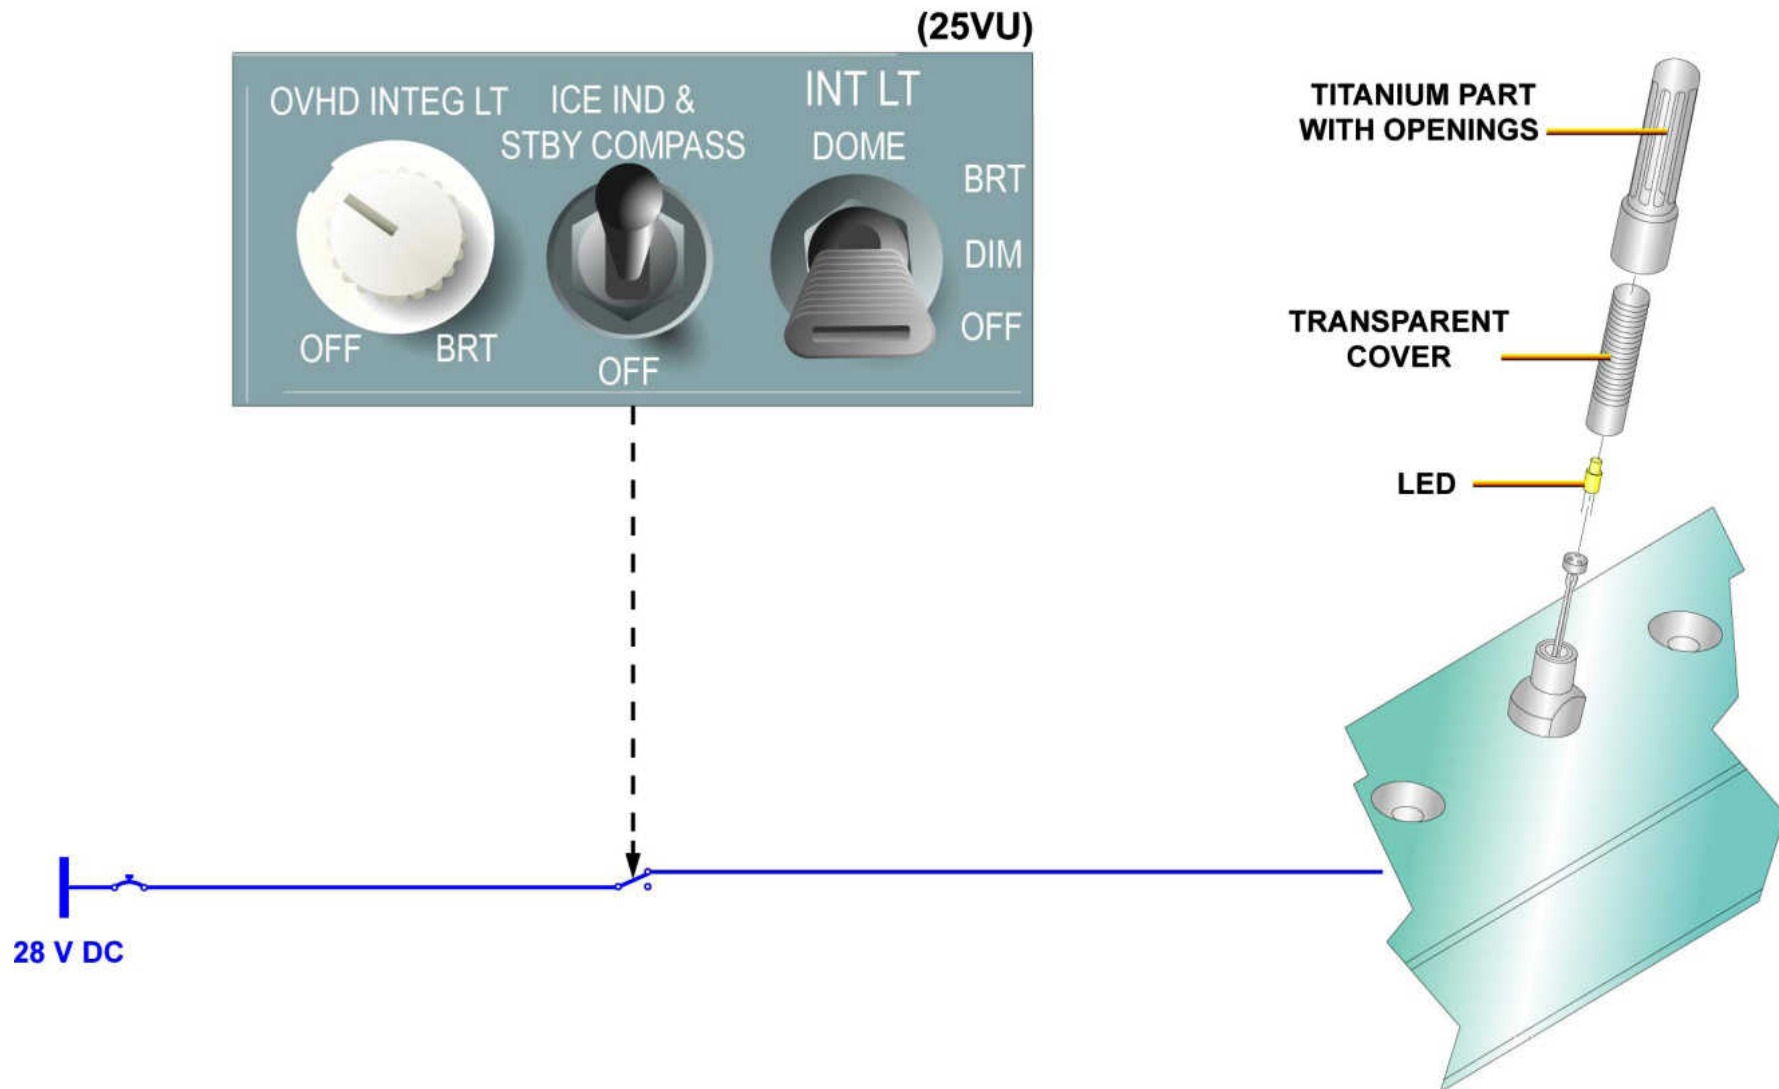 (25VU)
OVHD INTEG LT
ICE IND &
STBY COMPASS
INT LT
DOME
BRT
DIM
OFF
OFF
BRT
OFF
TITANIUM PART
WITH OPENINGS
TRANSPARENT
COVER
LED
28 V DC